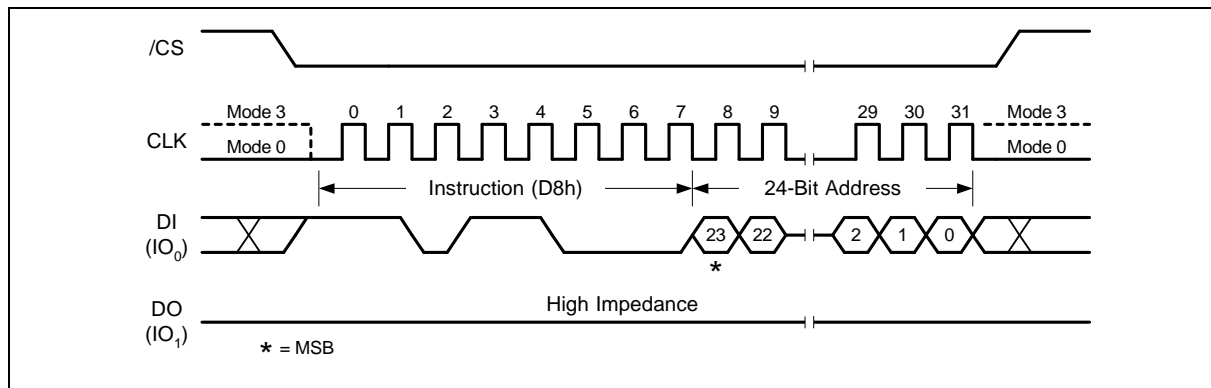 /CS
Mode 3 0 1 2 3 4 5 6 7 8 9 29 30 31 Mode 3
CLK Mode 0 Mode 0
Instruction (D8h) 24-Bit Address
DI
(IO0) 23 22 2 1 0
*
High Impedance
DO
(IO1)
* = MSB